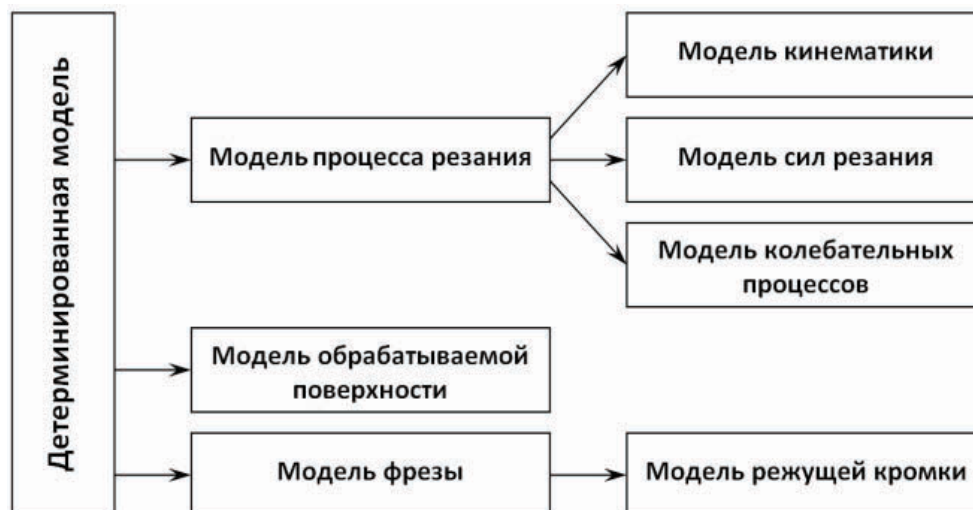 Детерминированная модель
Модель процесса резания
Модель кинематики
Модель сил резания
Модель колебательных
процессов
Модель обрабатываемой
поверхности
Модель фрезы
Модель режущей кромки